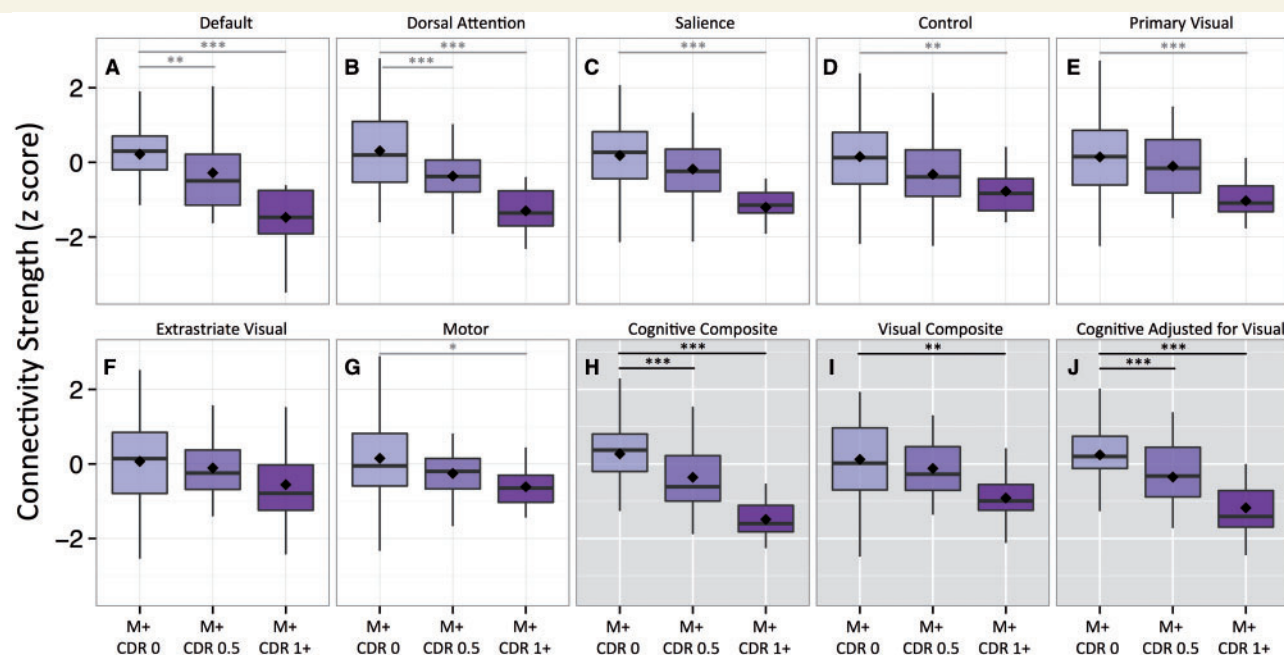 Default Dorsal Attention Salience Control Primary Visual
*** *** *** ** ***
A ** B *** C D E
2
0
−2
Connectivity Strength (z score)
Extrastriate Visual Motor Cognitive Composite Visual Composite Cognitive Adjusted for Visual
* *** ** ***
F G H *** I J ***
2
0
−2
M+ M+ M+ M+ M+ M+ M+ M+ M+ M+ M+ M+ M+ M+ M+
CDR 0 CDR 0.5 CDR 1+ CDR 0 CDR 0.5 CDR 1+ CDR 0 CDR 0.5 CDR 1+ CDR 0 CDR 0.5 CDR 1+ CDR 0 CDR 0.5 CDR 1+